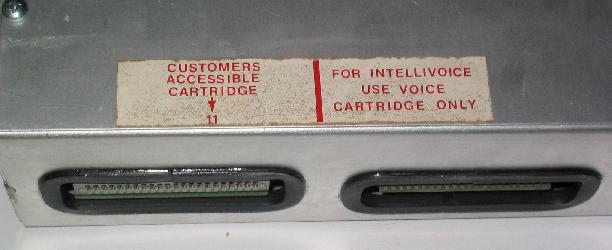 CUSTOMERS
ACCESSIBLE
CARTRIDGE
11
FOR INTELLIVOICE
USE VOICE
CARTRIDGE ONLY